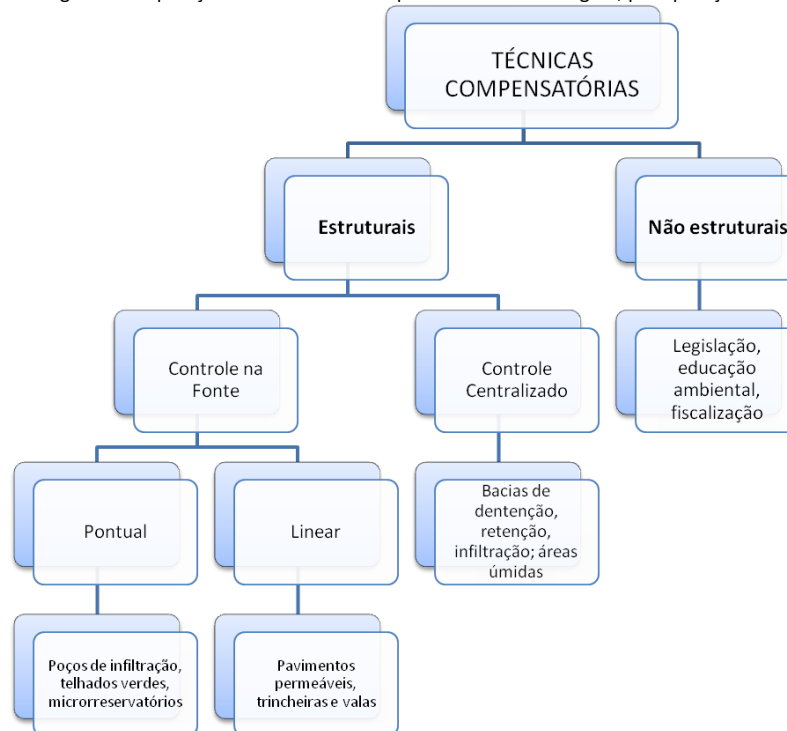 TÉCNICAS
COMPENSATÓRIAS
Estruturais
Não estruturais
Controle na
Fonte
Controle
Centralizado
Legislação,
educação
ambiental,
fiscalização
Pontual
Linear
Bacias de
dentenção,
retenção,
infiltração; áreas
úmidas
Poços de infiltração,
telhados verdes,
microrreservatórios
Pavimentos
permeáveis,
trincheiras e valas